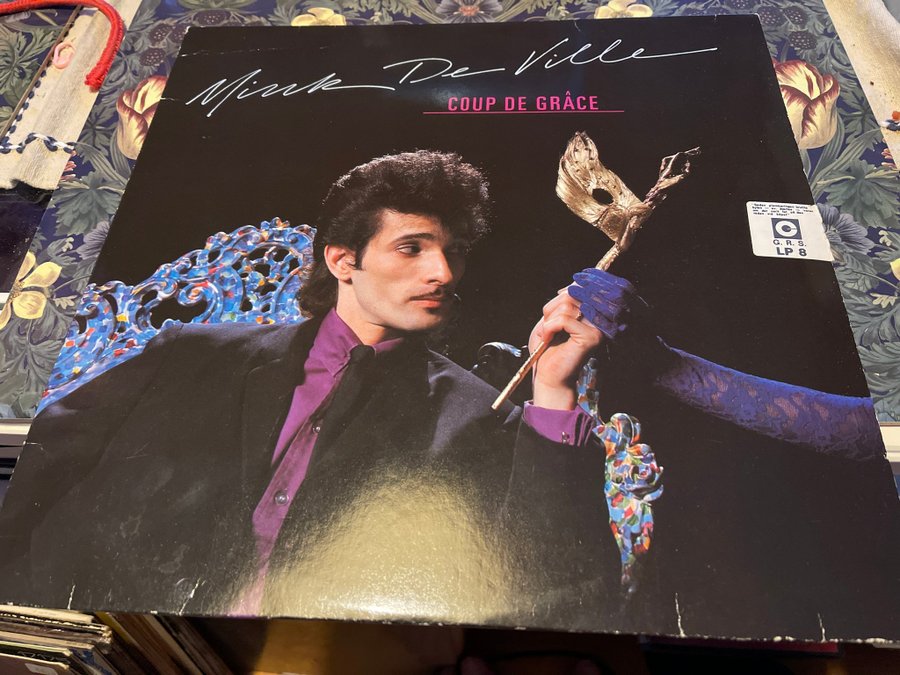 Mink De Ville
COUP DE GRÂCE
G. R. S.
LP 8